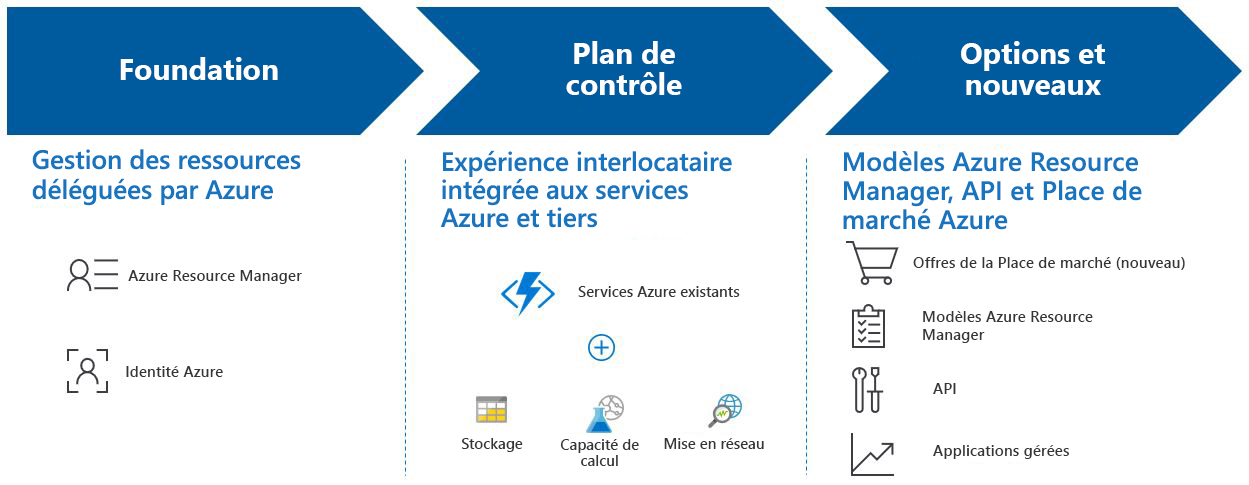 Foundation
Plan de
contrôle
Options et
nouveaux
Gestion des ressources
déléguées par Azure
Azure Resource Manager
Identité Azure
Expérience interlocataire
intégrée aux services
Azure et tiers
Services Azure existants
Stockage
Capacité de
calcul
Mise en réseau
Modèles Azure Resource
Manager, API et Place de
marché Azure
Offres de la Place de marché (nouveau)
Modèles Azure Resource
Manager
API
Applications gérées